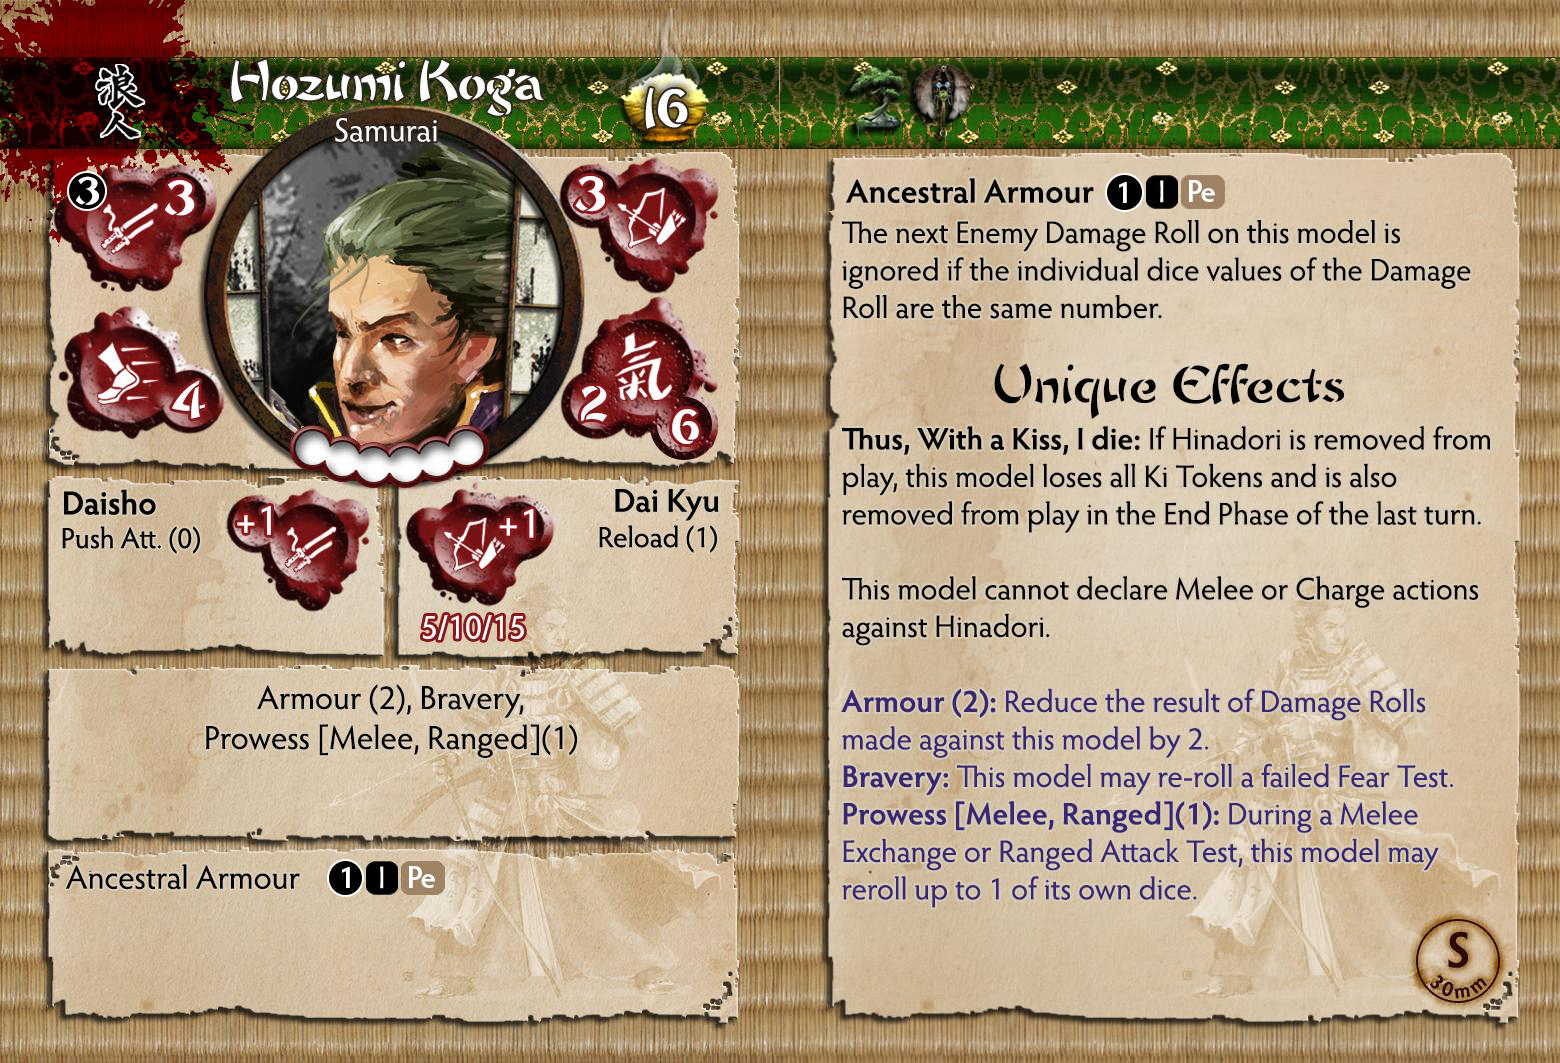 浪人
Hozumi Koga
16
Samurai
3 3
3
4
氣
2 6
Daisho
Push Att. (0)
+1
Dai Kyu
Reload (1)
+1
5/10/15
Armour (2), Bravery,
Prowess [Melee, Ranged](1)
Ancestral Armour 1 I Pe
Ancestral Armour 1 I Pe
The next Enemy Damage Roll on this model is
ignored if the individual dice values of the Damage
Roll are the same number.
Unique Effects
Thus, With a Kiss, I die: If Hinadori is removed from
play, this model loses all Ki Tokens and is also
removed from play in the End Phase of the last turn.
This model cannot declare Melee or Charge actions
against Hinadori.
Armour (2): Reduce the result of Damage Rolls
made against this model by 2.
Bravery: This model may re-roll a failed Fear Test.
Prowess [Melee, Ranged](1): During a Melee
Exchange or Ranged Attack Test, this model may
reroll up to 1 of its own dice.
S
30mm